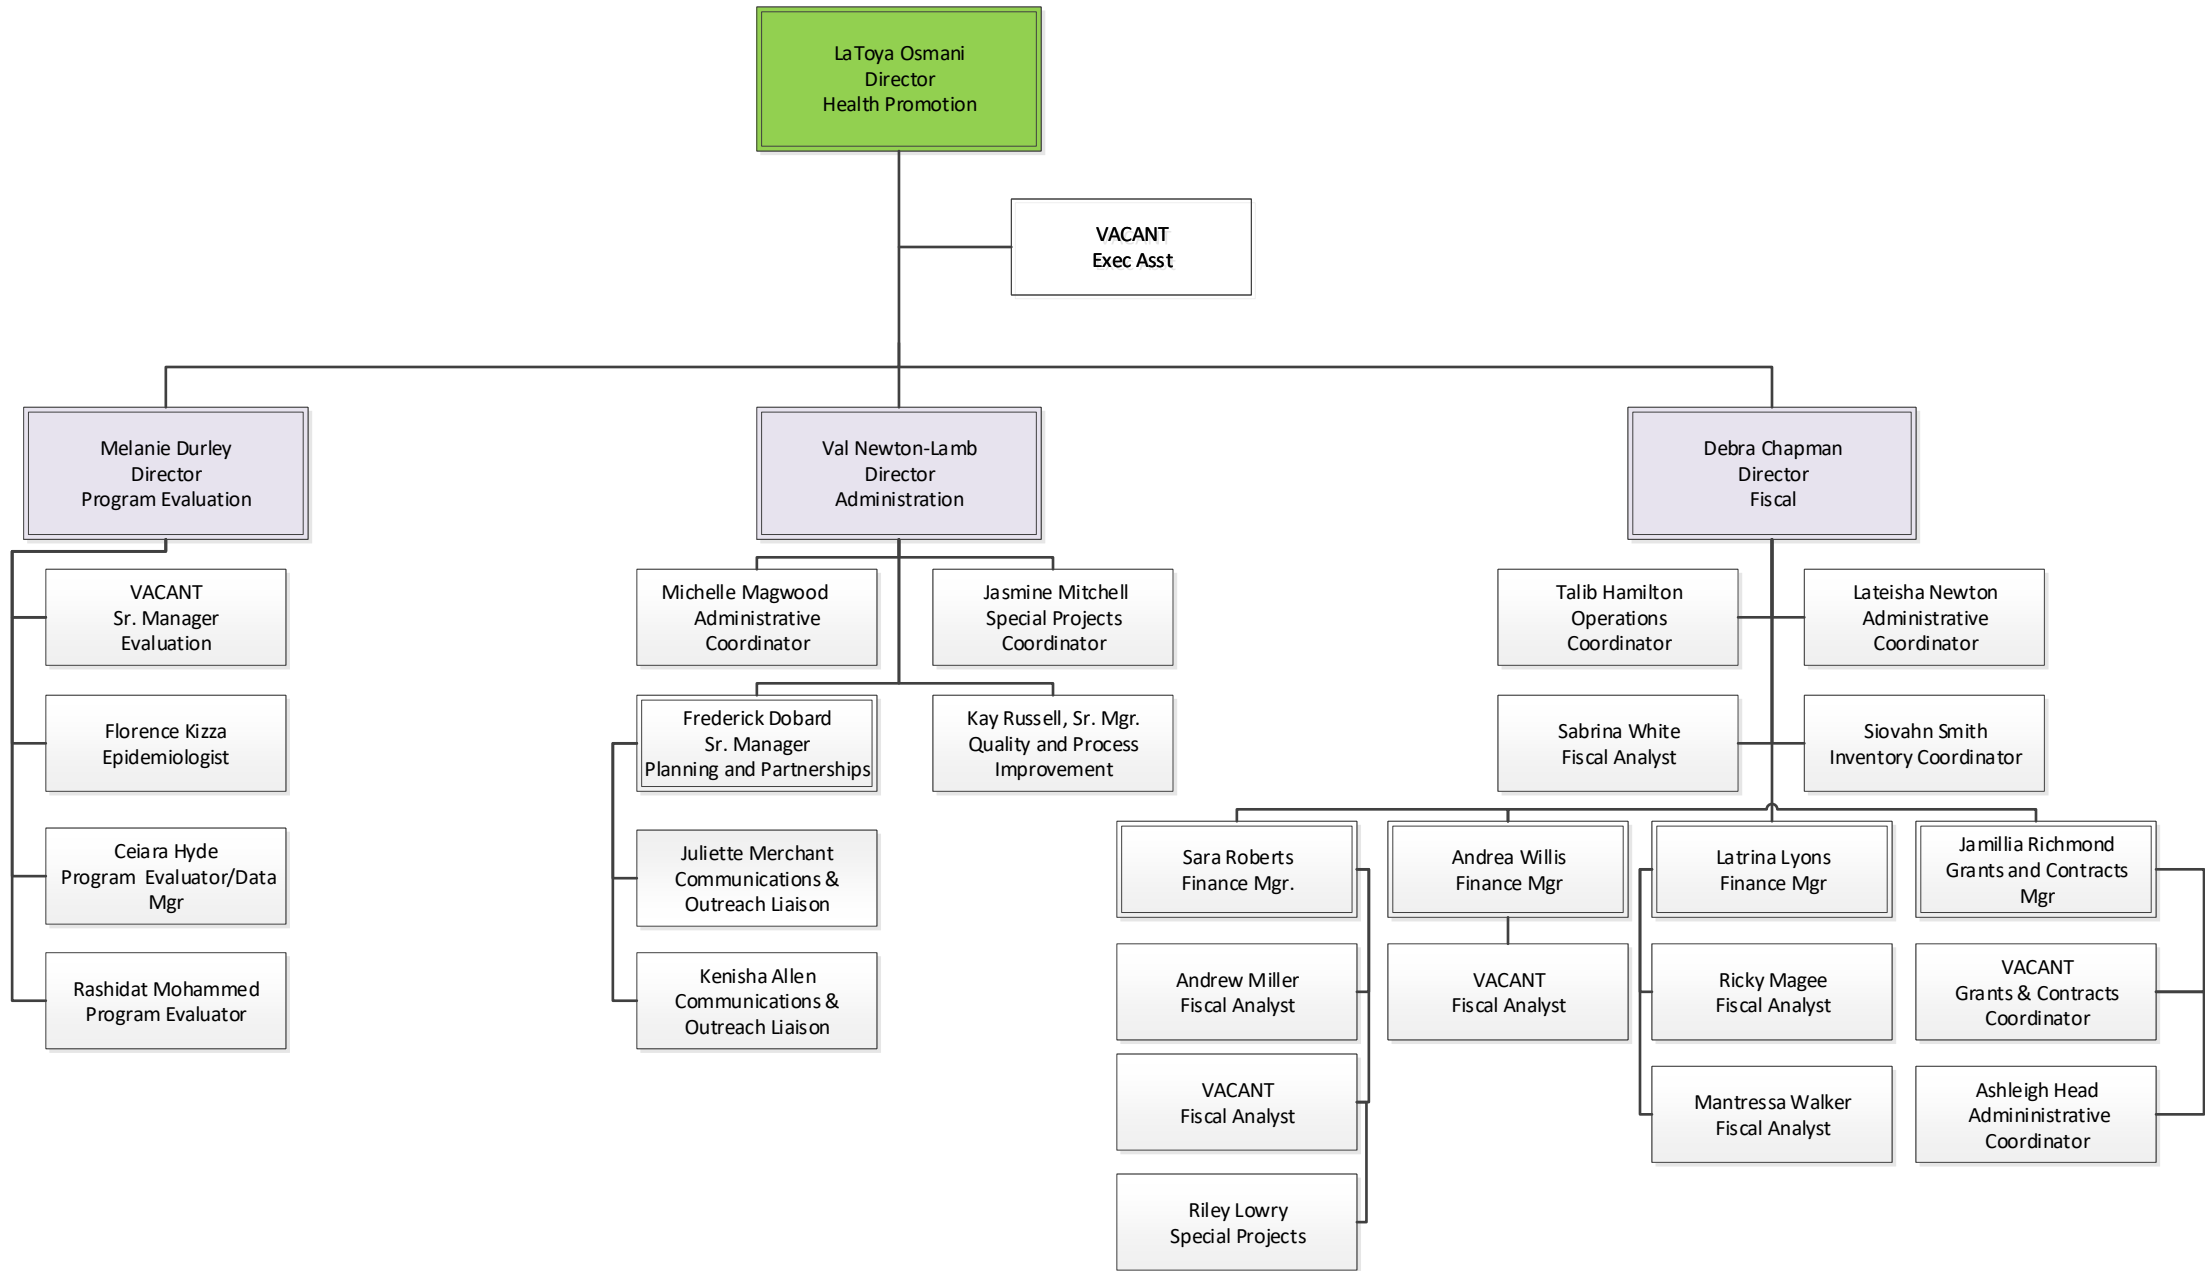 LaToya Osmani
Director
Health Promotion
VACANT
Exec Asst
Melanie Durley
Director
Program Evaluation
Val Newton-Lamb
Director
Administration
Debra Chapman
Director
Fiscal
VACANT
Sr. Manager
Evaluation
Michelle Magwood
Administrative
Coordinator
Jasmine Mitchell
Special Projects
Coordinator
Talib Hamilton
Operations
Coordinator
Lateisha Newton
Administrative
Coordinator
Florence Kizza
Epidemiologist
Frederick Dobard
Sr. Manager
Planning and Partnerships
Kay Russell, Sr. Mgr.
Quality and Process
Improvement
Sabrina White
Fiscal Analyst
Siovahn Smith
Inventory Coordinator
Ceiara Hyde
Program Evaluator/Data
Mgr
Juliette Merchant
Communications &
Outreach Liaison
Sara Roberts
Finance Mgr.
Andrea Willis
Finance Mgr
Latrina Lyons
Finance Mgr
Jamillia Richmond
Grants and Contracts
Mgr
Rashidat Mohammed
Program Evaluator
Kenisha Allen
Communications &
Outreach Liaison
Andrew Miller
Fiscal Analyst
VACANT
Fiscal Analyst
Ricky Magee
Fiscal Analyst
VACANT
Grants & Contracts
Coordinator
VACANT
Fiscal Analyst
Mantressa Walker
Fiscal Analyst
Ashleigh Head
Admininistrative
Coordinator
Riley Lowry
Special Projects